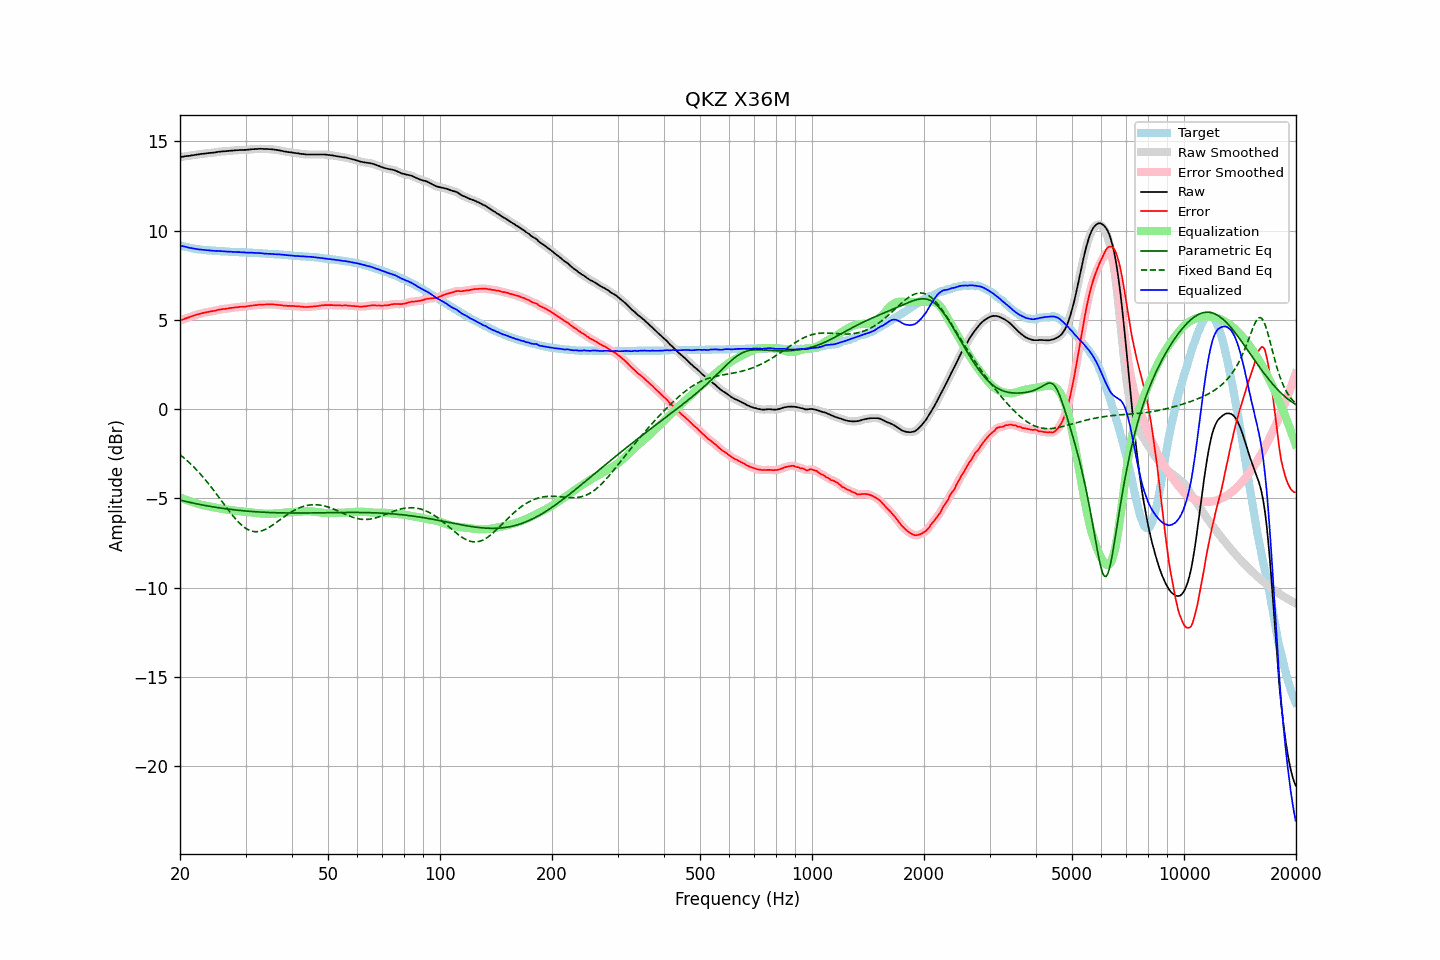 QKZ X36M
Amplitude (dBr)
15
10
5
0
−5
−10
−15
−20
Target
Raw Smoothed
Error Smoothed
Raw
Error
Equalization
Parametric Eq
Fixed Band Eq
Equalized
20 50 100 200 500 1000 2000 5000 10000 20000
Frequency (Hz)